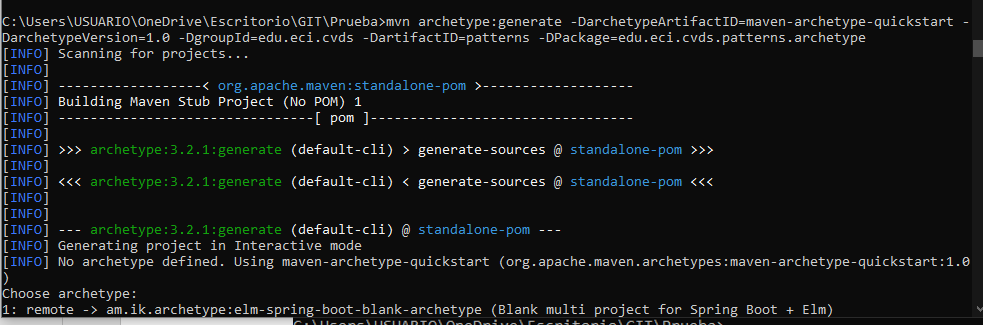 C:\Users\USUARIO\OneDrive\Escritorio\GIT\Prueba>mvn archetype:generate -DarchetypeArtifactID=maven-archetype-quickstart -
DarchetypeVersion=1.0 -DgroupId=edu.eci.cvds -DartifactID=patterns -DPackage=edu.eci.cvds.patterns.archetype
[INFO] Scanning for projects...
[INFO]
[INFO] ------------------< org.apache.maven:standalone-pom >-------------------
[INFO] Building Maven Stub Project (No POM) 1
[INFO] --------------------------------[ pom ]---------------------------------
[INFO]
[INFO] >>> archetype:3.2.1:generate (default-cli) > generate-sources @ standalone-pom >>>
[INFO]
[INFO] <<< archetype:3.2.1:generate (default-cli) < generate-sources @ standalone-pom <<<
[INFO]
[INFO]
[INFO] --- archetype:3.2.1:generate (default-cli) @ standalone-pom ---
[INFO] Generating project in Interactive mode
[INFO] No archetype defined. Using maven-archetype-quickstart (org.apache.maven.archetypes:maven-archetype-quickstart:1.0
)
Choose archetype:
1: remote -> am.ik.archetype:elm-spring-boot-blank-archetype (Blank multi project for Spring Boot + Elm)
C:\Users\USUARIO\OneDrive\Escritorio\GIT\Prueba>